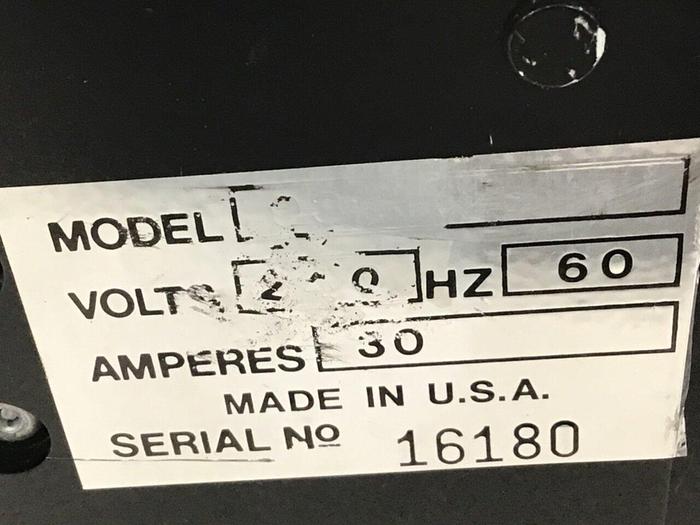 MODEL
VOLTS HZ 60
AMPERES 30
MADE IN U.S.A.
SERIAL Nº 16180